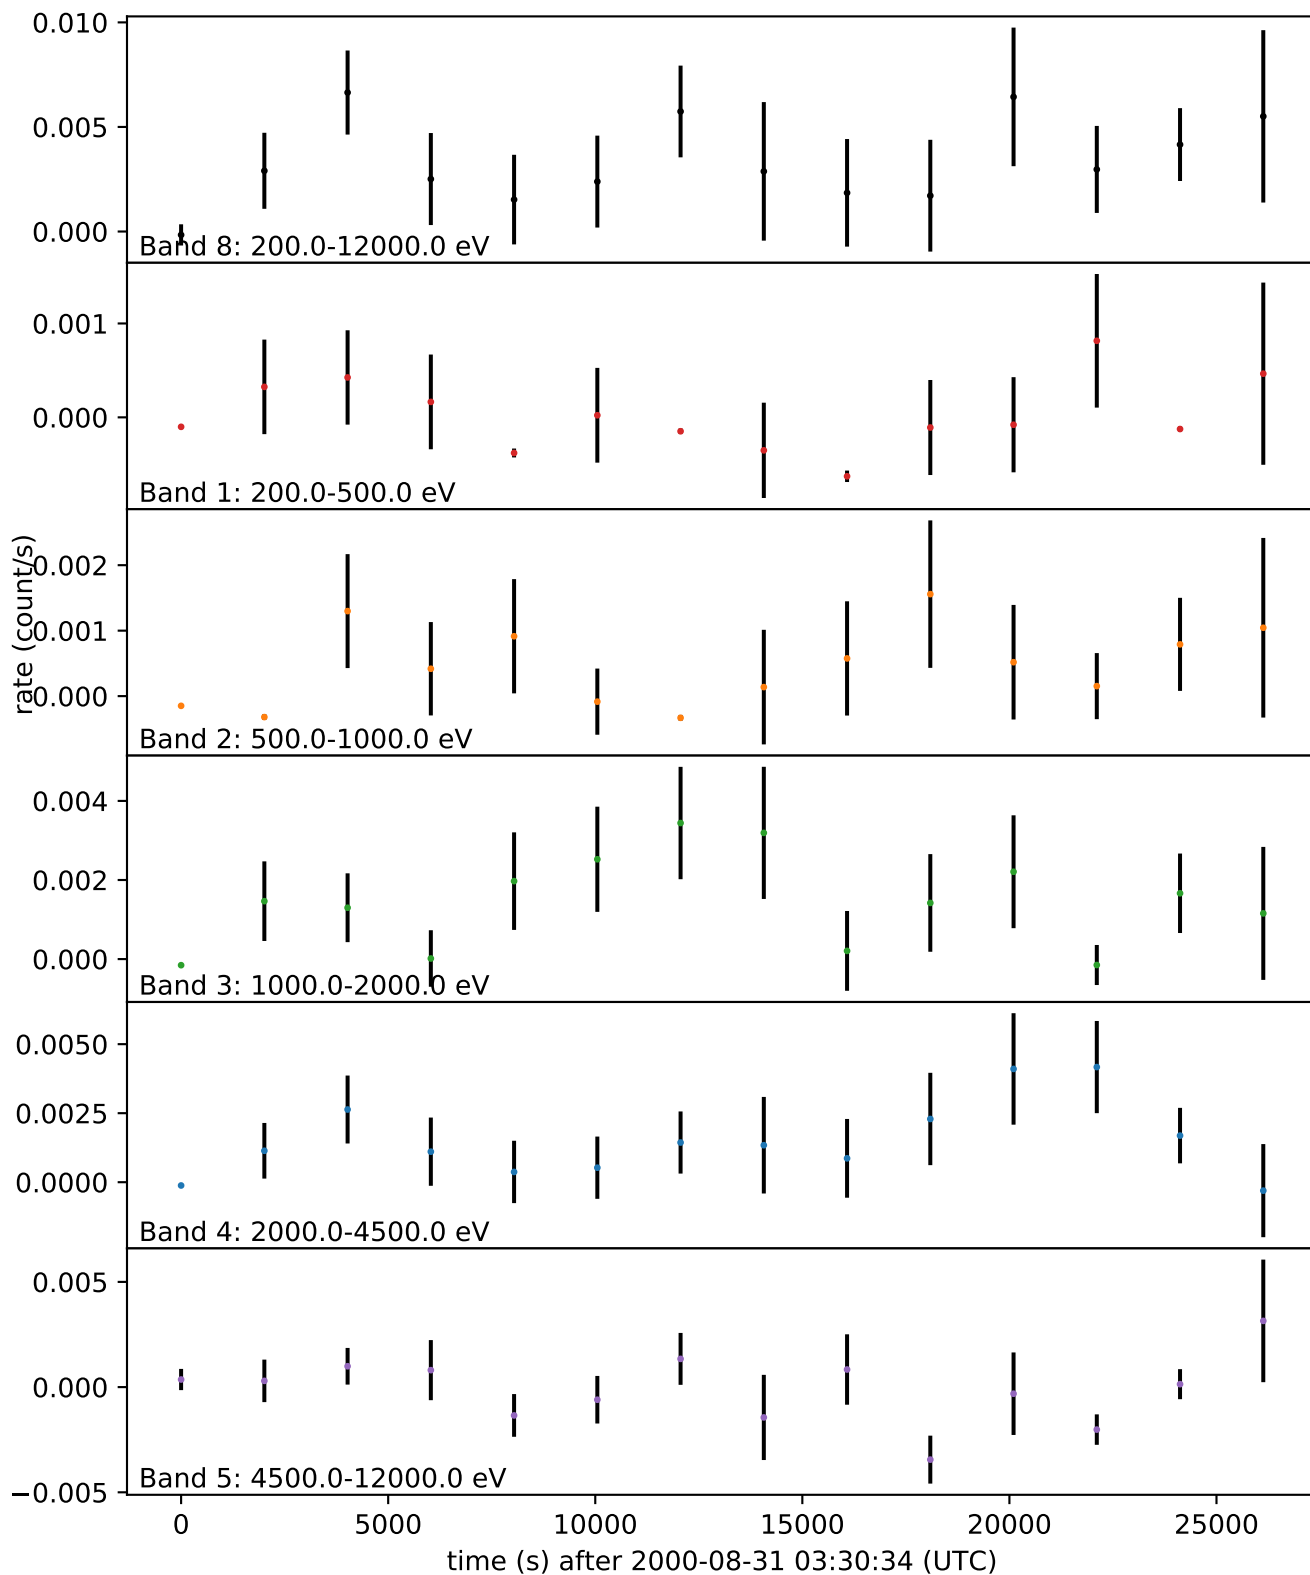 0.010
0.005
0.000
Band 8: 200.0-12000.0 eV
0.001
0.000
Band 1: 200.0-500.0 eV
rate (count/s)
0.002
0.001
0.000
Band 2: 500.0-1000.0 eV
0.004
0.002
0.000
Band 3: 1000.0-2000.0 eV
0.0050
0.0025
0.0000
Band 4: 2000.0-4500.0 eV
0.005
0.000
−0.005
Band 5: 4500.0-12000.0 eV
0 5000 10000 15000 20000 25000
time (s) after 2000-08-31 03:30:34 (UTC)